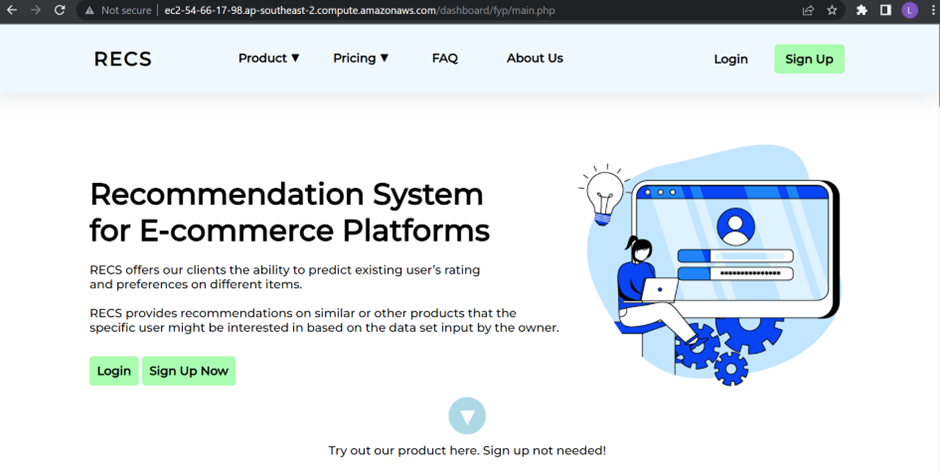 Not secure | ec2-54-66-17-98.ap-southeast-2.compute.amazonaws.com/dashboard/fyp/main.php
L
RECS Product ▼ Pricing ▼ FAQ About Us Login Sign Up
Recommendation System
for E-commerce Platforms
RECS offers our clients the ability to predict existing user's rating
and preferences on different items.
RECS provides recommendations on similar or other products that the
specific user might be interested in based on the data set input by the owner.
Login Sign Up Now
▼
Try out our product here. Sign up not needed!